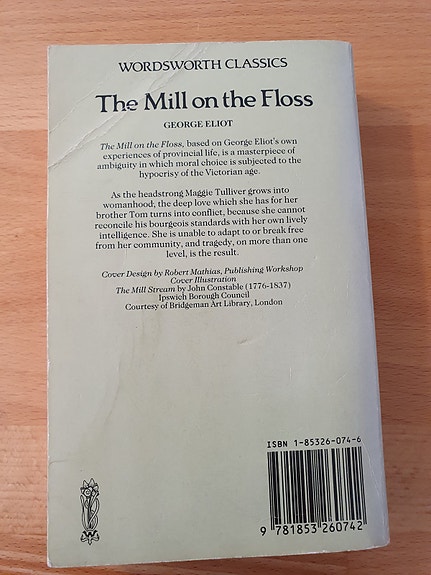 WORDSWORTH CLASSICS
The Mill on the Floss
GEORGE ELIOT
The Mill on the Floss, based on George Eliot's own
experiences of provincial life, is a masterpiece of
ambiguity in which moral choice is subjected to the
hypocrisy of the Victorian age.
As the headstrong Maggie Tulliver grows into
womanhood, the deep love which she has for her
brother Tom turns into conflict, because she cannot
reconcile his bourgeois standards with her own lively
intelligence. She is unable to adapt to or break free
from her community, and tragedy, on more than one
level, is the result.
Cover Design by Robert Mathias, Publishing Workshop
Cover Illustration
The Mill Stream by John Constable (1776-1837)
Ipswich Borough Council
Courtesy of Bridgeman Art Library, London
ISBN 1-85326-074-6
9 781853 260742
W